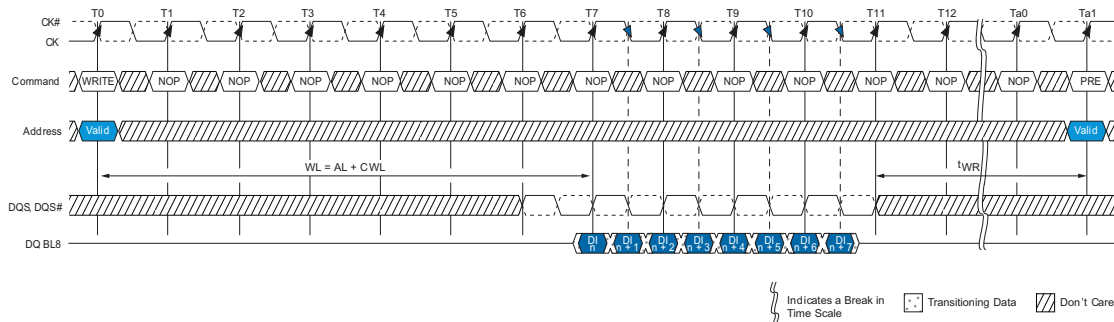 T0 T1 T2 T3 T4 T5 T6 T7 T8 T9 T10 T11 T12 Ta0 Ta1
CK#
CK
Command WRITE NOP NOP NOP NOP NOP NOP NOP NOP NOP NOP NOP NOP NOP PRE
Address Valid Valid
WL = AL + CWL tWR
DQS, DQS#
DQ BL8 DI n DI n + 1 DI n + 2 DI n + 3 DI n + 4 DI n + 5 DI n + 6 DI n + 7
Indicates a Break in
Time Scale
Transitioning Data
Don't Care